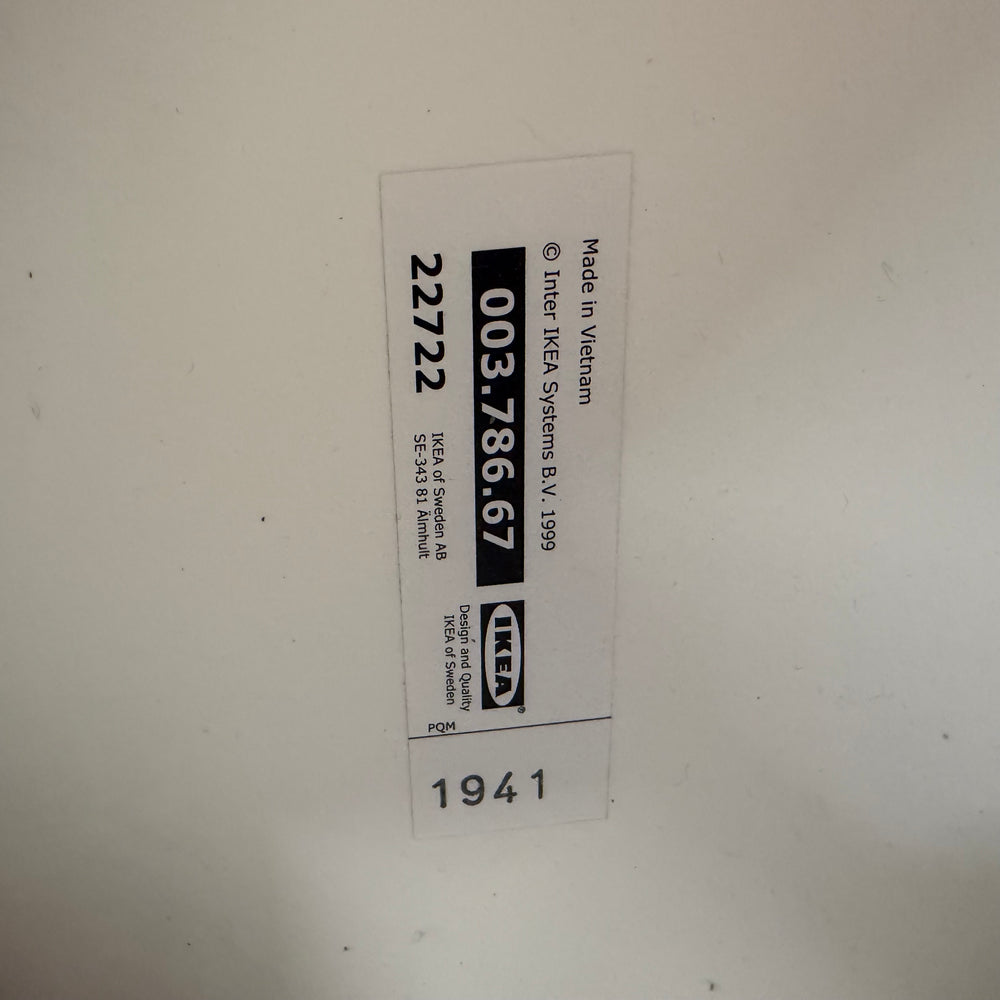 Made in Vietnam
© Inter IKEA Systems B.V. 1999
003.786.67
IKEA®
22722
IKEA of Sweden AB
SE-343 81 Älmhult
Design and Quality
IKEA of Sweden
PQM
1941